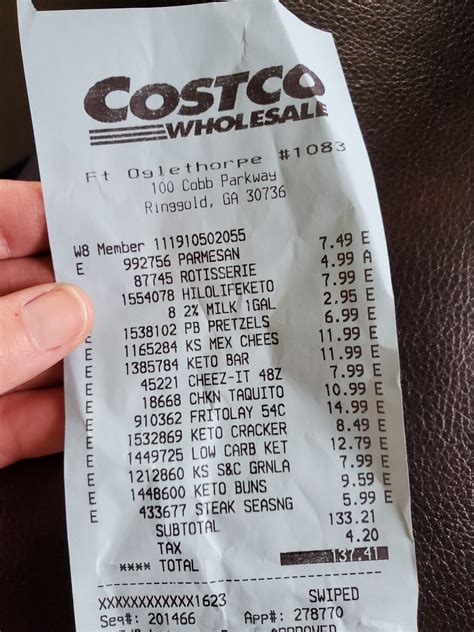 COSTCO
WHOLESALE
Ft Oglethorpe #1083
100 Cobb Parkway
Ringgold, GA 30736
W8 Member 111910502055
E 992756 PARMESAN 7.49 E
87745 ROTISSERIE 4.99 A
1554078 HILOLIFEKETO 7.99 E
8 2% MILK 1GAL 2.95 E
E 1538102 PB PRETZELS 6.99 E
E 1165284 KS MEX CHEES 11.99 E
E 1385784 KETO BAR 11.99 E
E 45221 CHEEZ-IT 48Z 7.99 E
E 18668 CHKN TAQUITO 10.99 E
E 910362 FRITOLAY 54C 14.99 E
E 1532869 KETO CRACKER 8.49 E
E 1449725 LOW CARB KET 12.79 E
E 1212860 KS S&C GRNLA 7.99 E
E 1448600 KETO BUNS 9.59 E
E 433677 STEAK SEASNG 5.99 E
SUBTOTAL 133.21
TAX 4.20
**** TOTAL 137.41
XXXXXXXXXXXX1623 SWIPED
Seq#: 201466 App#: 278770